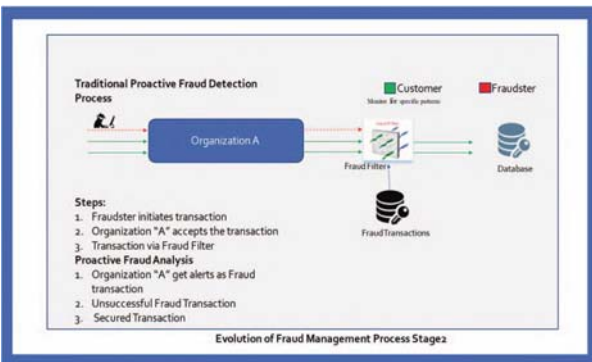 Traditional Proactive Fraud Detection
Process
Customer
Fraudster
Monitor for specific patterns
Organization A
Fraud Filter
Database
Fraud Transactions
Steps:
1. Fraudster initiates transaction
2. Organization "A" accepts the transaction
3. Transaction via Fraud Filter
Proactive Fraud Analysis
1. Organization "A" get alerts as Fraud
transaction
2. Unsuccessful Fraud Transaction
3. Secured Transaction
Evolution of Fraud Management Process Stage2